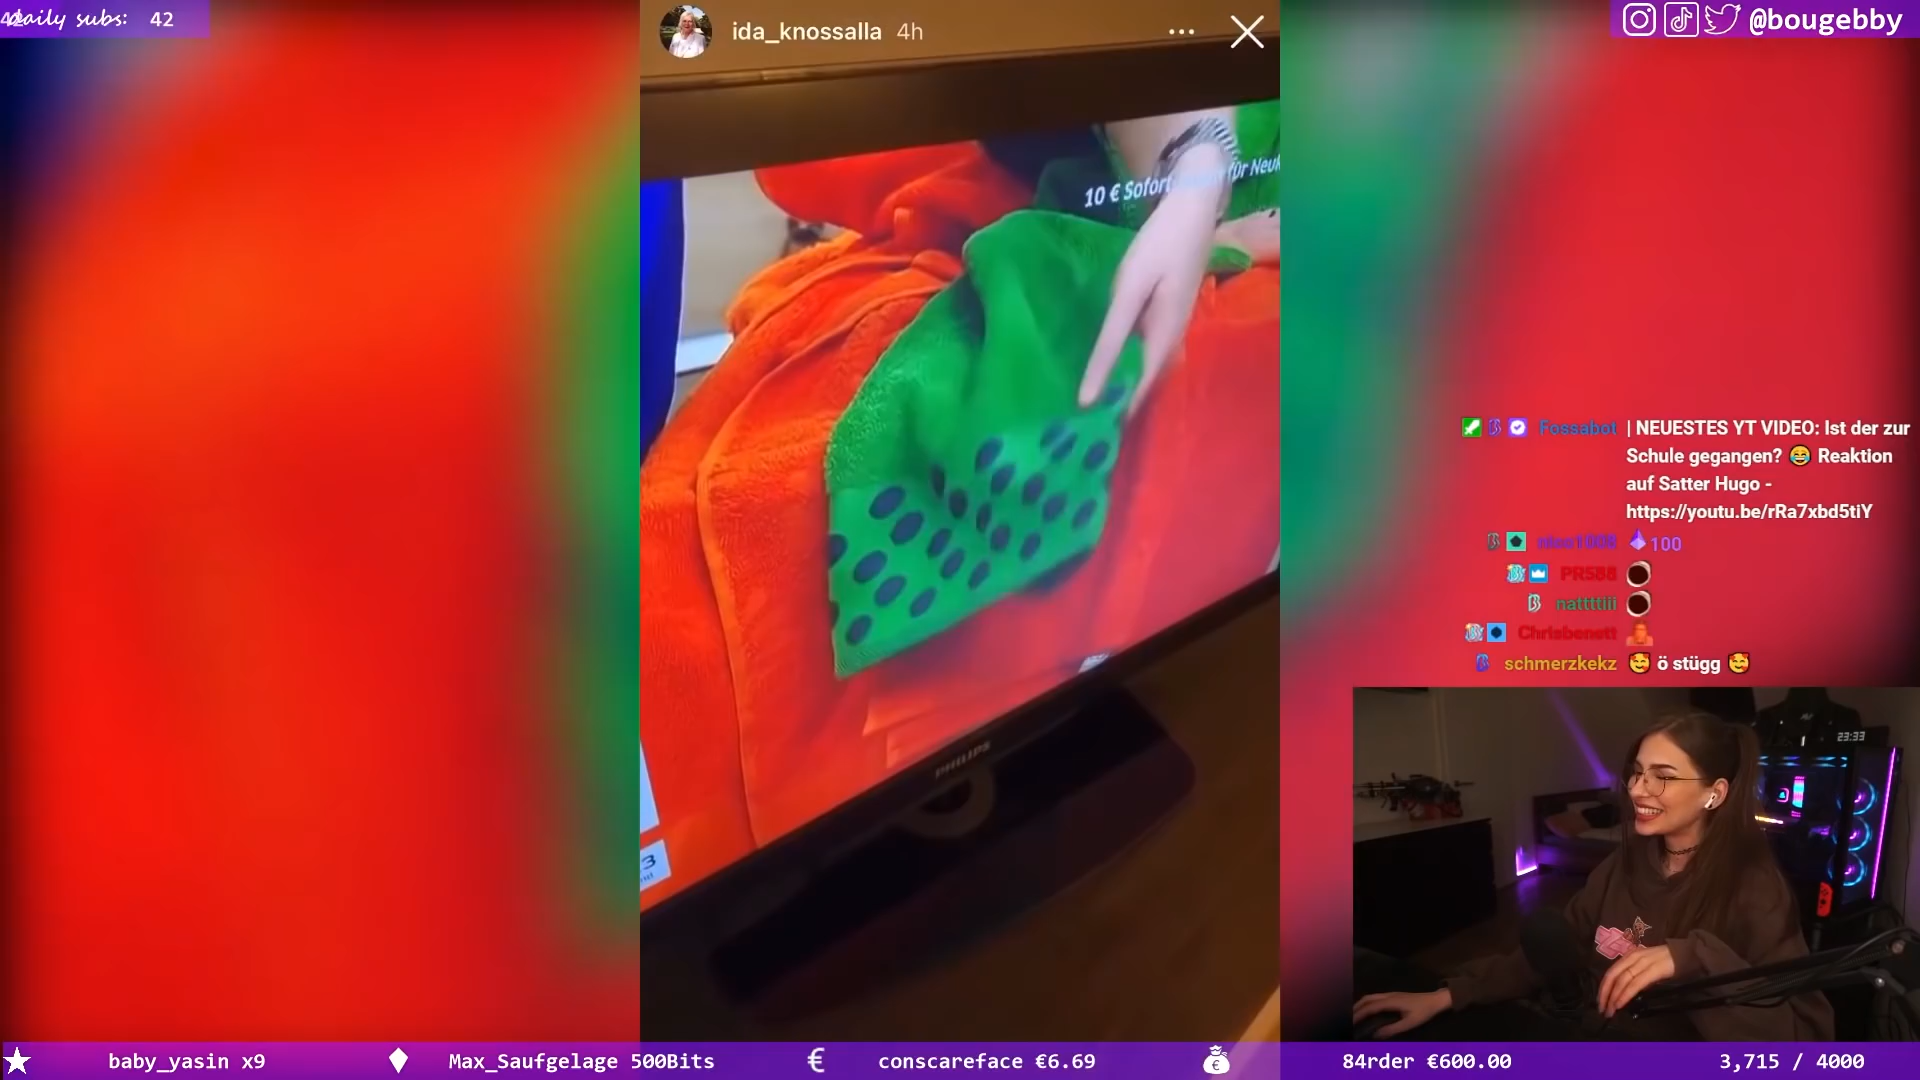 daily subs: 42
ida_knossalla 4h
@bougebby
10 € Sofort für
Fossabot | NEUESTES YT VIDEO: Ist der zur
Schule gegangen? 😂 Reaktion
auf Satter Hugo -
https://youtu.be/rRa7xbd5tiY
100
PR588
nattttiii
Chrisbenett
schmerzkekz 🥰 ö stügg 🥰
23:33
PHILIPS
3
baby_yasin x9
Max_Saufgelage 500Bits
€ conscareface €6.69
84rder €600.00
3,715 / 4000